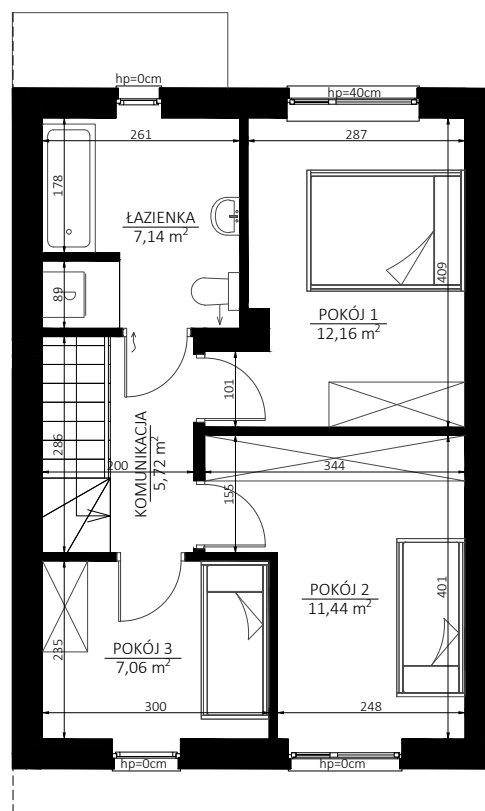 hp=0cm
hp=40cm
261
287
178
ŁAZIENKA
7,14 m²
89
409
POKÓJ 1
12,16 m²
101
286
KOMUNIKACJA
5,72 m²
200
344
155
POKÓJ 2
11,44 m²
401
POKÓJ 3
7,06 m²
235
300
248
hp=0cm
hp=0cm